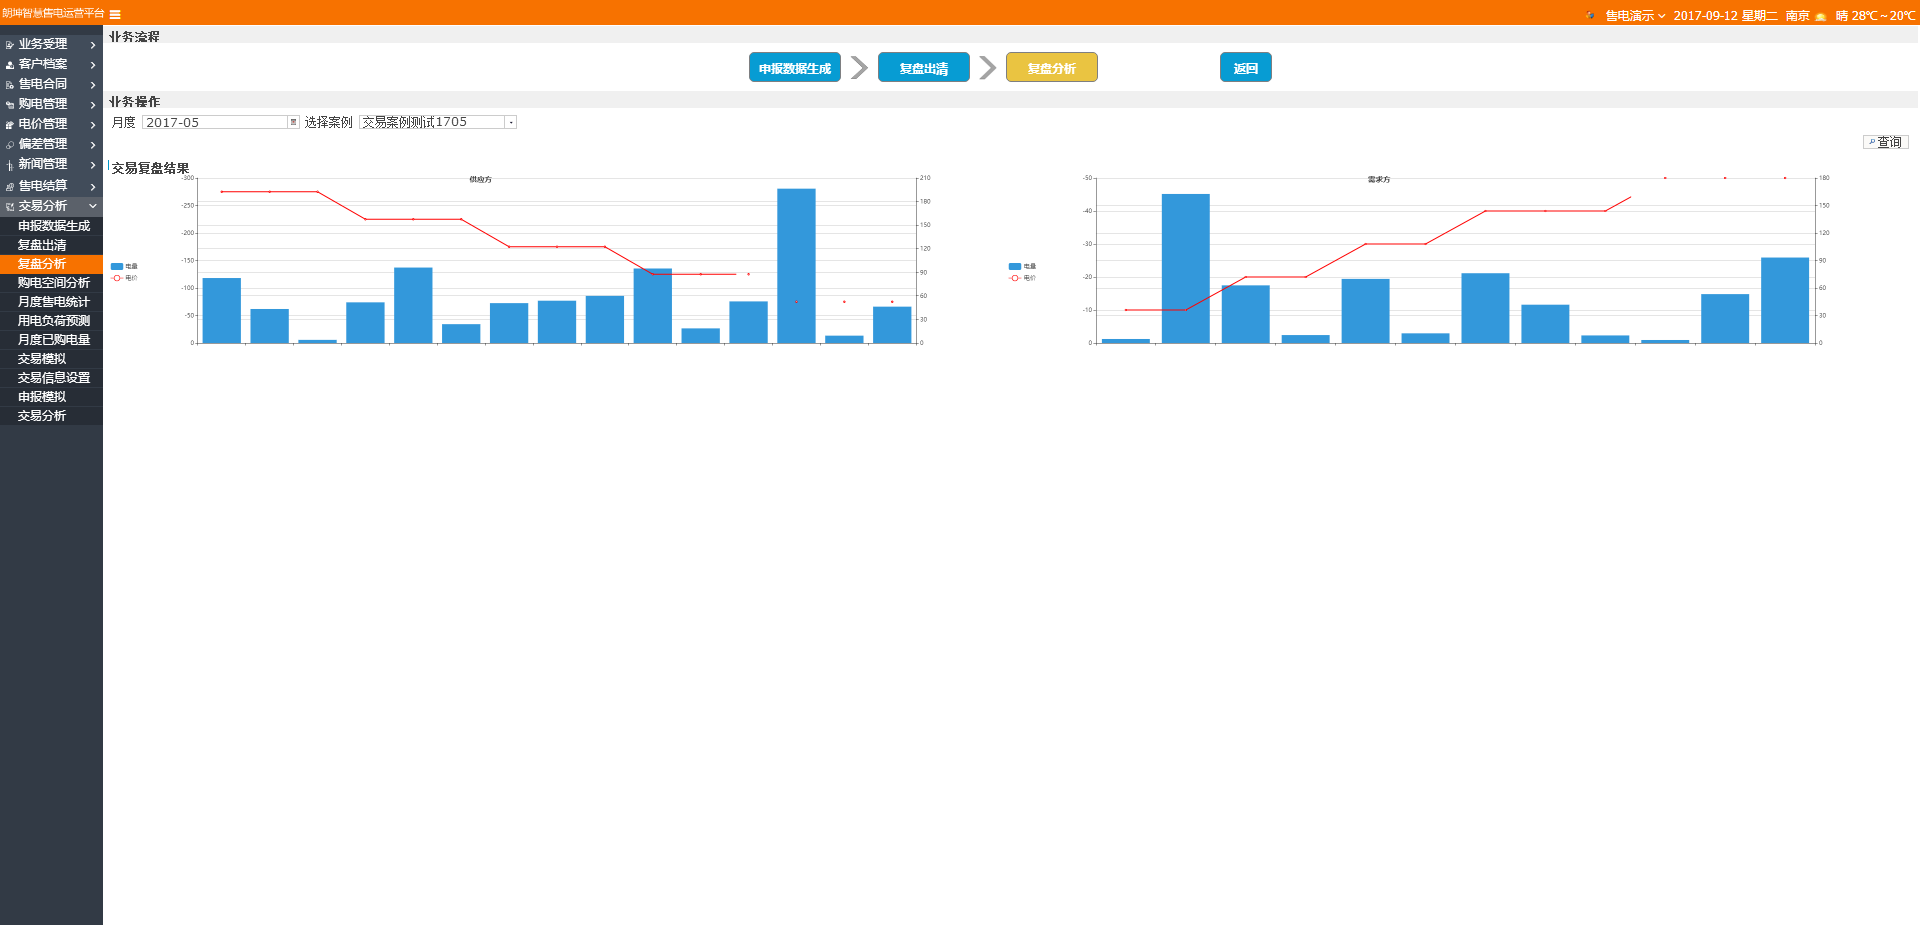 朗坤智慧售电运营平台
售电演示 2017-09-12 星期二 南京 晴 28℃～20℃
业务受理
客户档案
售电合同
购电管理
电价管理
偏差管理
新闻管理
售电结算
交易分析
申报数据生成
复盘出清
复盘分析
购电空间分析
月度售电统计
用电负荷预测
月度已购电量
交易模拟
交易信息设置
申报模拟
交易分析
业务流程
申报数据生成 复盘出清 复盘分析 返回
业务操作
月度 2017-05 选择案例 交易案例测试1705
查询
交易复盘结果
供应方
电量
电价
-300
-250
-200
-150
-100
-50
0
210
180
150
120
90
60
30
0
需求方
电量
电价
-50
-40
-30
-20
-10
0
180
150
120
90
60
30
0